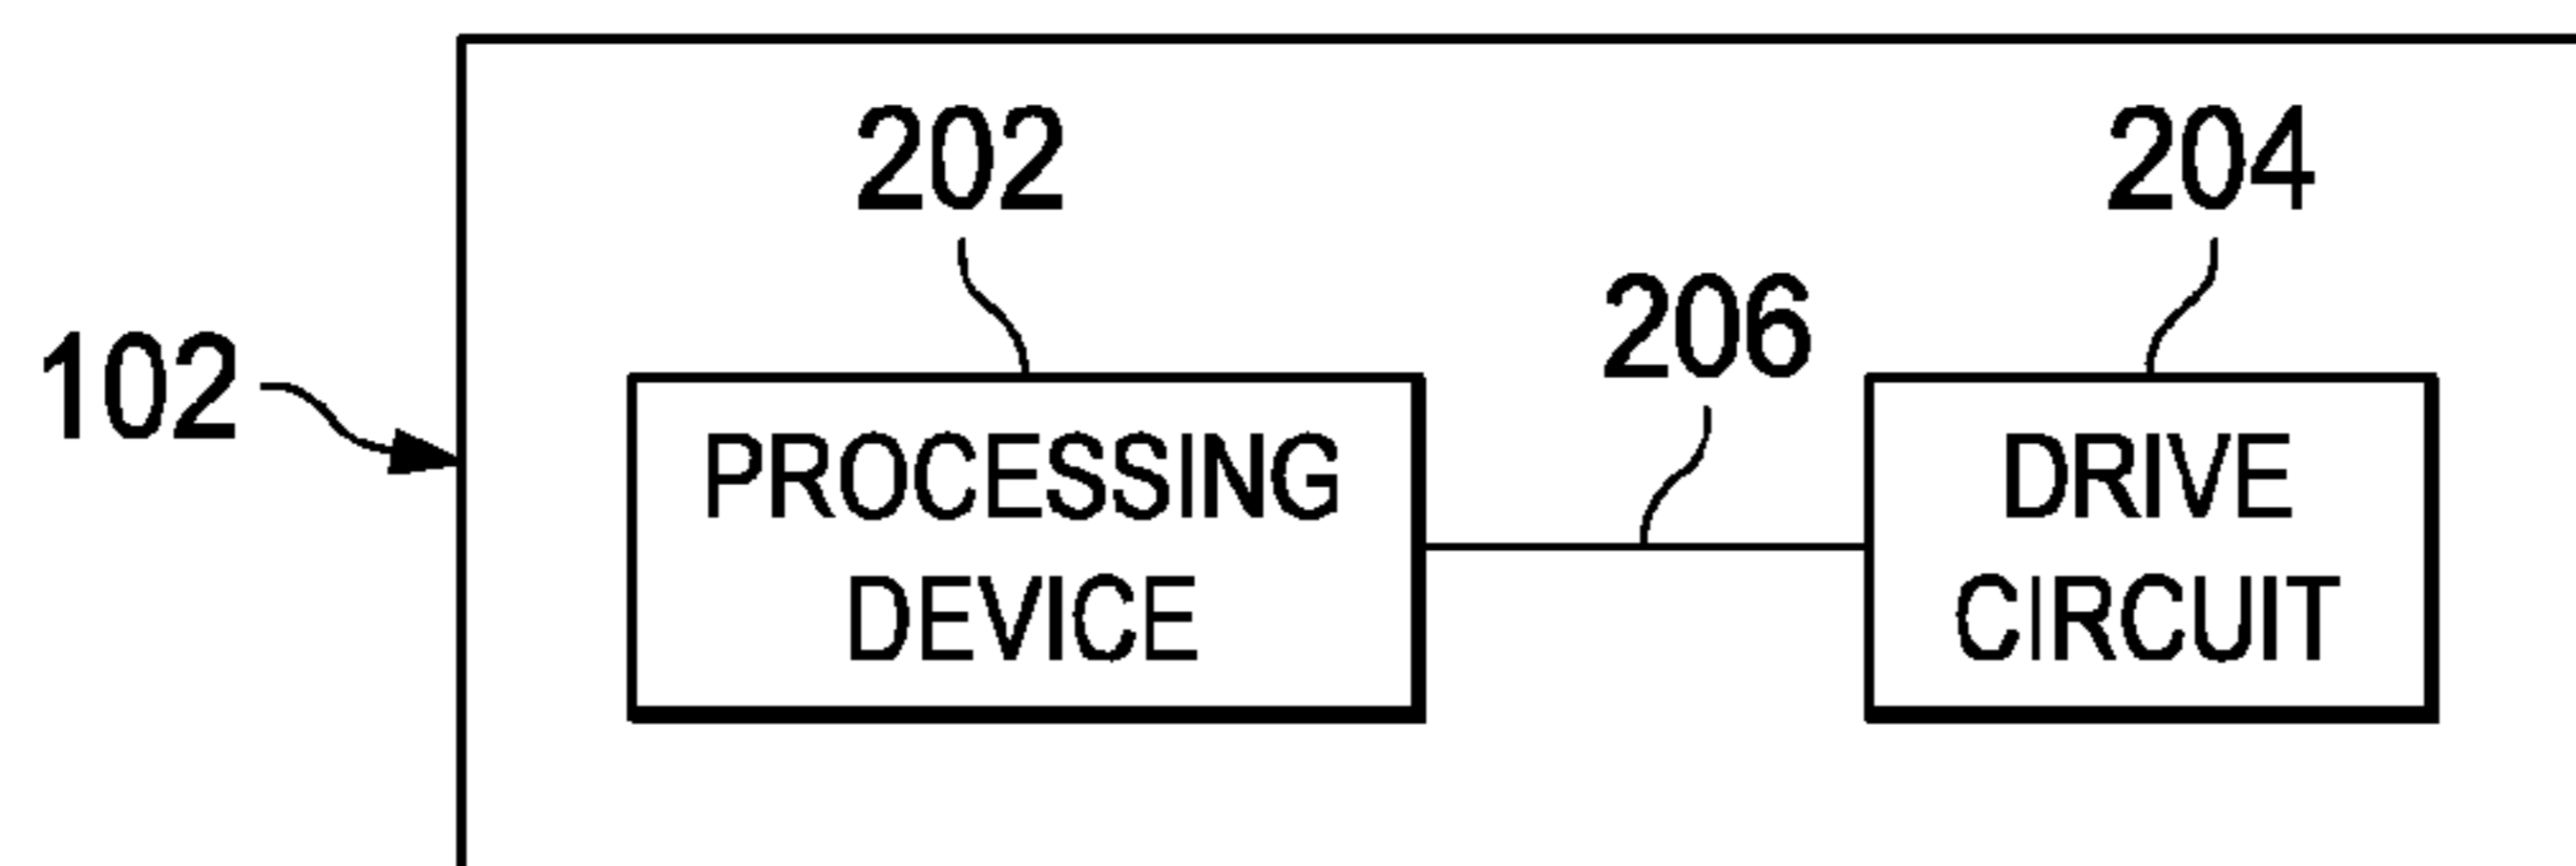 202
204
206
102
PROCESSING
DEVICE
DRIVE
CIRCUIT